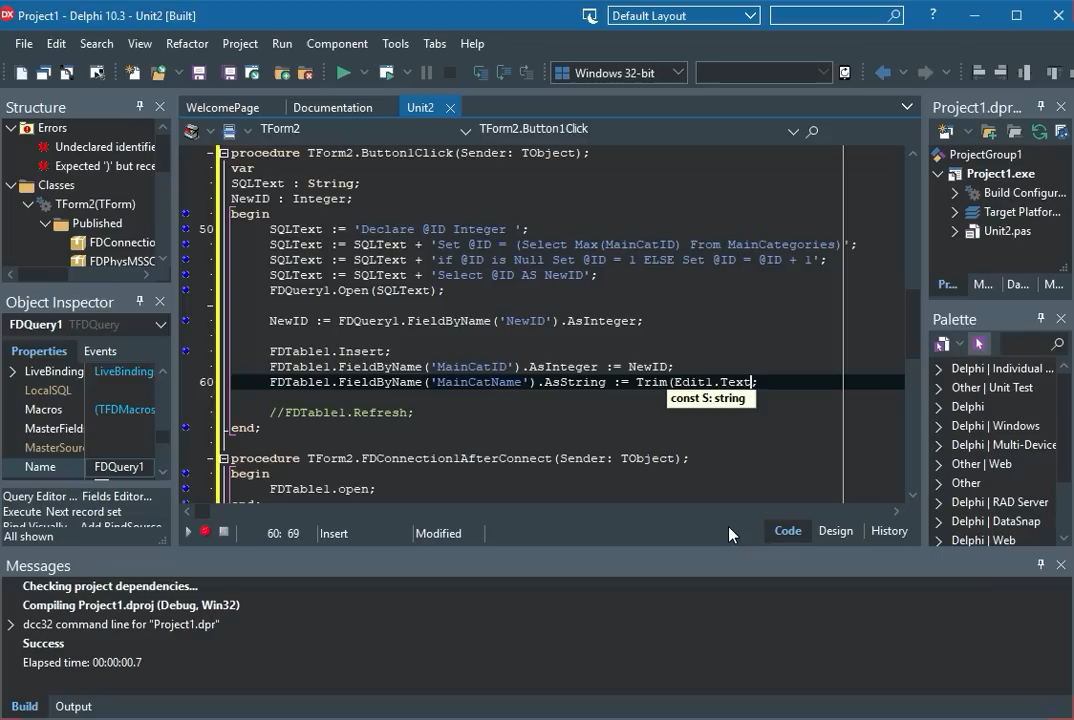 Project1 - Delphi 10.3 - Unit2 [Built]
Default Layout
File Edit Search View Refactor Project Run Component Tools Tabs Help
Windows 32-bit
Structure
Errors
Undeclared identifie
Expected ')' but rece
Classes
TForm2(TForm)
Published
FDConnectio
FDPhysMSSC
Object Inspector
FDQuery1 TFDQuery
Properties Events
LiveBinding LiveBinding
LocalSQL
Macros (TFDMacros
MasterField
MasterSour
Name FDQuery1
Query Editor ... Fields Editor...
Execute Next record set
Bind Visually... Add BindSource
All shown
WelcomePage Documentation Unit2
TForm2 TForm2.Button1Click
procedure TForm2.Button1Click(Sender: TObject);
var
SQLText : String;
NewID : Integer;
begin
50 SQLText := 'Declare @ID Integer ';
SQLText := SQLText + 'Set @ID = (Select Max(MainCatID) From MainCategories)';
SQLText := SQLText + 'if @ID is Null Set @ID = 1 ELSE Set @ID = @ID + 1';
SQLText := SQLText + 'Select @ID AS NewID';
FDQuery1.Open(SQLText);
NewID := FDQuery1.FieldByName('NewID').AsInteger;
FDTable1.Insert;
FDTable1.FieldByName('MainCatID').AsInteger := NewID;
60 FDTable1.FieldByName('MainCatName').AsString := Trim(Edit1.Text;
const S: string
//FDTable1.Refresh;
end;
procedure TForm2.FDConnection1AfterConnect(Sender: TObject);
begin
FDTable1.open;
end;
60: 69 Insert Modified Code Design History
Project1.dpr...
ProjectGroup1
Project1.exe
Build Configur...
Target Platfor...
Unit2.pas
Pr... M... Da... M...
Palette
Delphi | Individual ...
Other | Unit Test
Delphi
Delphi | Windows
Delphi | Multi-Device
Other | Web
Other
Delphi | RAD Server
Delphi | DataSnap
Delphi | Web
Messages
Checking project dependencies...
Compiling Project1.dproj (Debug, Win32)
dcc32 command line for "Project1.dpr"
Success
Elapsed time: 00:00:00.7
Build Output